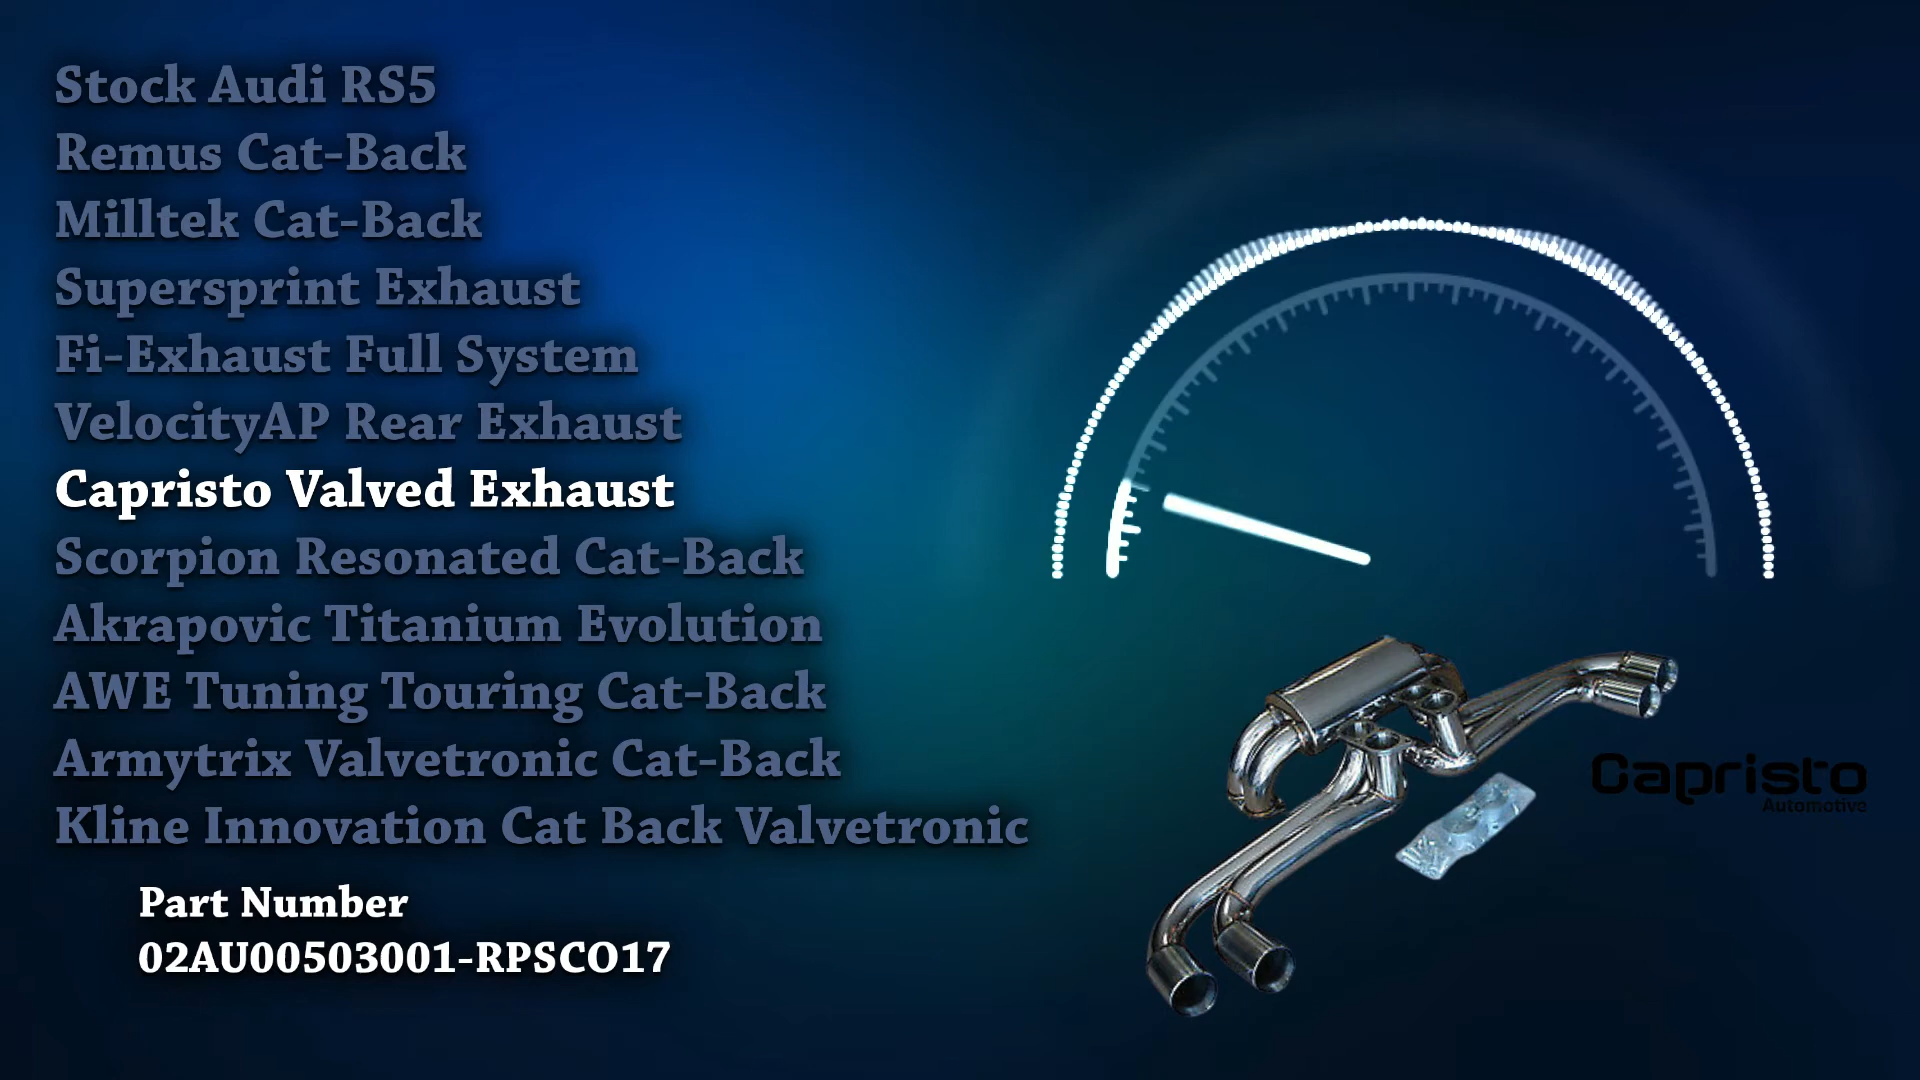 Stock Audi RS5
Remus Cat-Back
Milltek Cat-Back
Supersprint Exhaust
Fi-Exhaust Full System
VelocityAP Rear Exhaust
Capristo Valved Exhaust
Scorpion Resonated Cat-Back
Akrapovic Titanium Evolution
AWE Tuning Touring Cat-Back
Armytrix Valvetronic Cat-Back
Kline Innovation Cat Back Valvetronic
Part Number
02AU00503001-RPSCO17
Capristo
Automotive